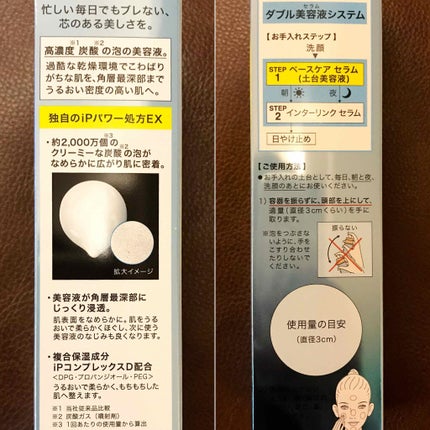 忙しい毎日でもブレない、
芯のある美しさを。
高濃度※1炭酸※2の泡の美容液。
過酷な乾燥環境でこわばり
がちな肌を、角層最深部まで
うるおい密度の高い肌へ。
独自のiPパワー処方EX
・約2,000万個※3の
クリーミーな炭酸※2の泡が
なめらかに広がり肌に密着。
拡大イメージ
・美容液が角層最深部に
じっくり浸透。
肌表面をなめらかに。肌をうる
おいで柔らかくほぐし、次に使う
美容液のなじみも良くなります。
・複合保湿成分
iPコンプレックスD配合
<DPG・プロパンジオール・PEG>
うるおいで柔らかく、もちもちした
肌へ整えます。
※1 当社従来品比較
※2 炭酸ガス(噴射剤)
※3 1回あたりの使用量から算出
セラム
ダブル美容液システム
【お手入れステップ】
洗顔
STEP 1 ベースケア セラム
(土台美容液)
朝 夜
STEP 2 インターリンク セラム
日やけ止め
【ご使用方法】
●お手入れの土台として、毎日、朝と夜、
洗顔のあとにお使いください。
1)容器を振らずに、頭部を上にして、
適量(直径3cmくらい)を手に
取ります。
※泡をつぶさな
いように、手を
こすり合わせ
たりしないで
ください。
振らない
使用量の目安
(直径3cm)